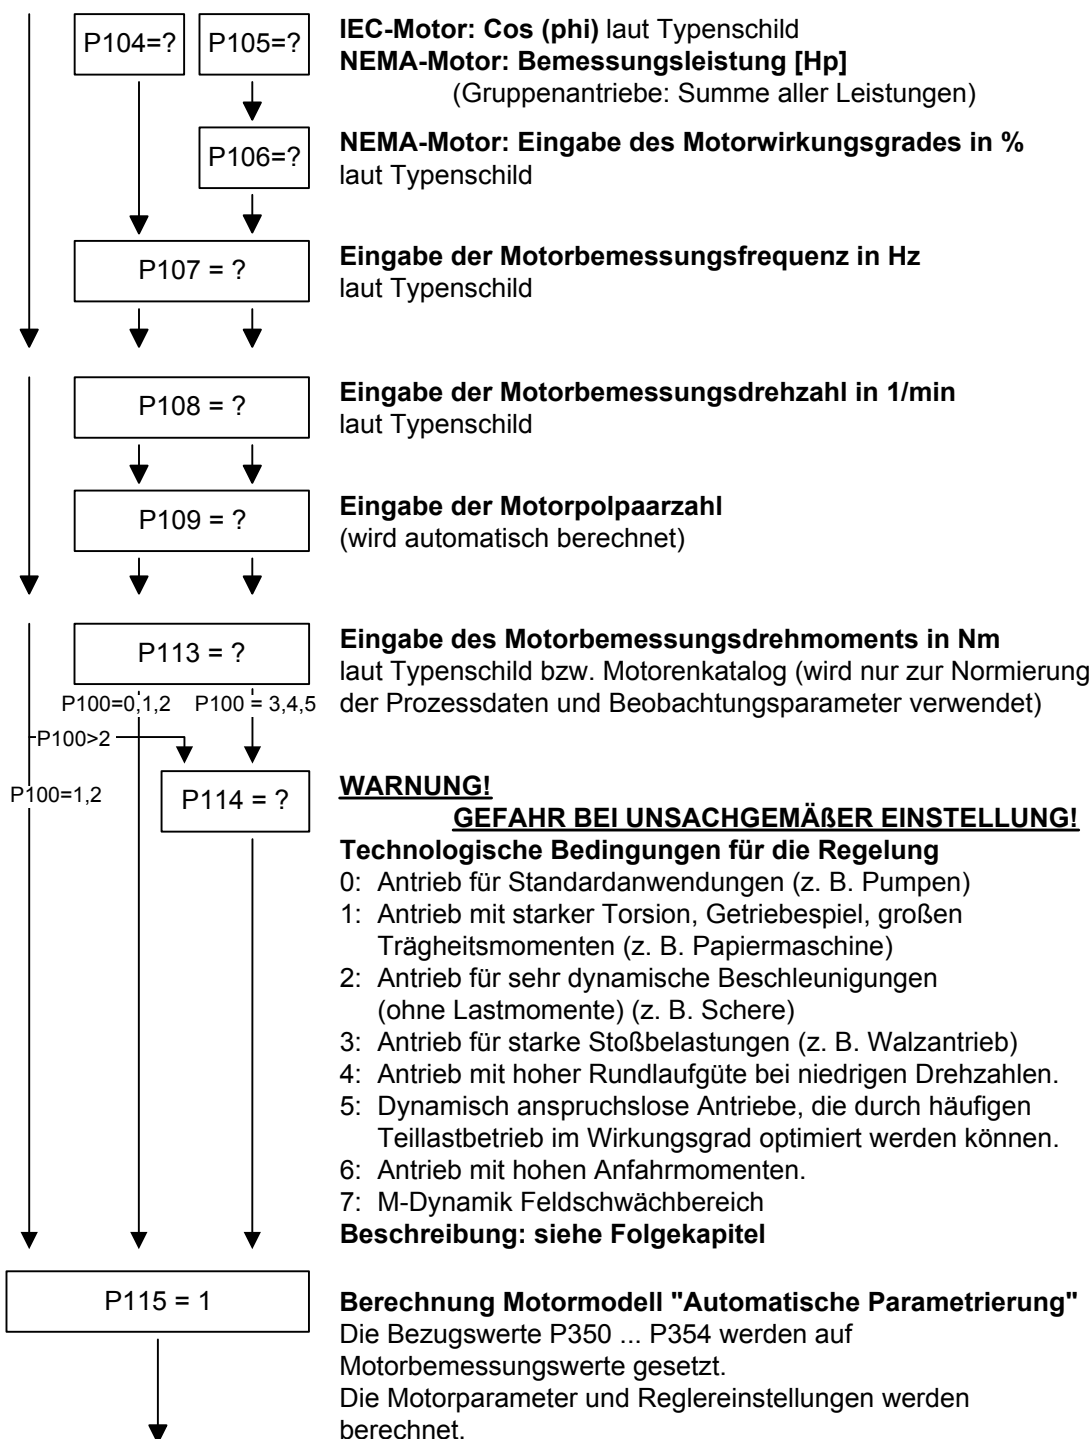 P104=?
P105=?
IEC-Motor: Cos (phi) laut Typenschild
NEMA-Motor: Bemessungsleistung [Hp]
(Gruppenantriebe: Summe aller Leistungen)
P106=?
NEMA-Motor: Eingabe des Motorwirkungsgrades in %
laut Typenschild
P107 = ?
Eingabe der Motorbemessungsfrequenz in Hz
laut Typenschild
P108 = ?
Eingabe der Motorbemessungsdrehzahl in 1/min
laut Typenschild
P109 = ?
Eingabe der Motorpolpaarzahl
(wird automatisch berechnet)
P113 = ?
Eingabe des Motorbemessungsdrehmoments in Nm
laut Typenschild bzw. Motorenkatalog (wird nur zur Normierung
der Prozessdaten und Beobachtungsparameter verwendet)
P100=0,1,2
P100 = 3,4,5
P100>2
P100=1,2
P114 = ?
WARNUNG!
GEFAHR BEI UNSACHGEMÄßER EINSTELLUNG!
Technologische Bedingungen für die Regelung
0: Antrieb für Standardanwendungen (z. B. Pumpen)
1: Antrieb mit starker Torsion, Getriebespiel, großen
Trägheitsmomenten (z. B. Papiermaschine)
2: Antrieb für sehr dynamische Beschleunigungen
(ohne Lastmomente) (z. B. Schere)
3: Antrieb für starke Stoßbelastungen (z. B. Walzantrieb)
4: Antrieb mit hoher Rundlaufgüte bei niedrigen Drehzahlen.
5: Dynamisch anspruchslose Antriebe, die durch häufigen
Teillastbetrieb im Wirkungsgrad optimiert werden können.
6: Antrieb mit hohen Anfahrmomenten.
7: M-Dynamik Feldschwächbereich
Beschreibung: siehe Folgekapitel
P115 = 1
Berechnung Motormodell "Automatische Parametrierung"
Die Bezugswerte P350 ... P354 werden auf
Motorbemessungswerte gesetzt.
Die Motorparameter und Reglereinstellungen werden
berechnet.